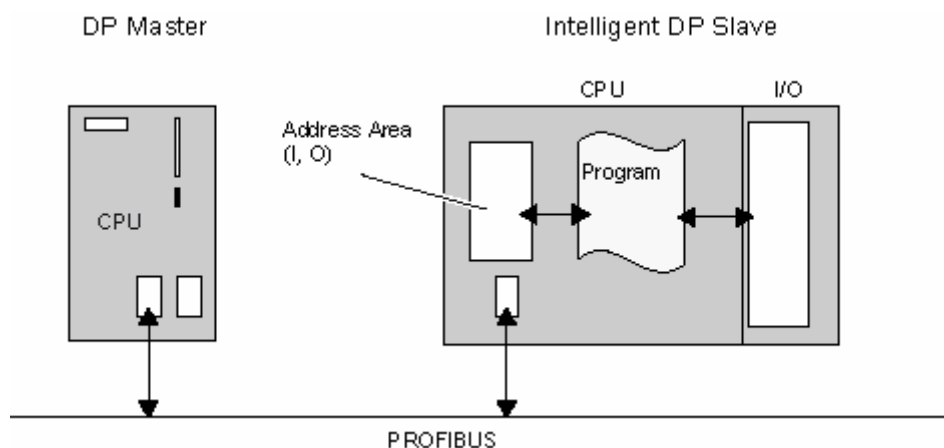 DP Master
Intelligent DP Slave
CPU
I/O
Address Area
(I, O)
Program
CPU
PROFIBUS